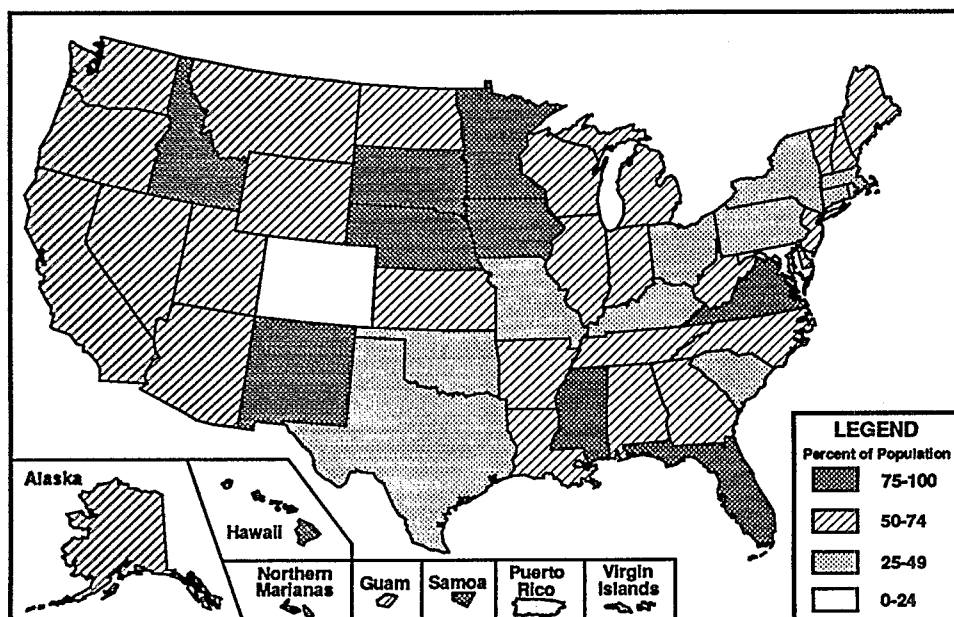 Alaska
Hawaii
Northern
Marianas
Guam
Samoa
Puerto
Rico
Virgin
Islands
LEGEND
Percent of Population
75-100
50-74
25-49
0-24